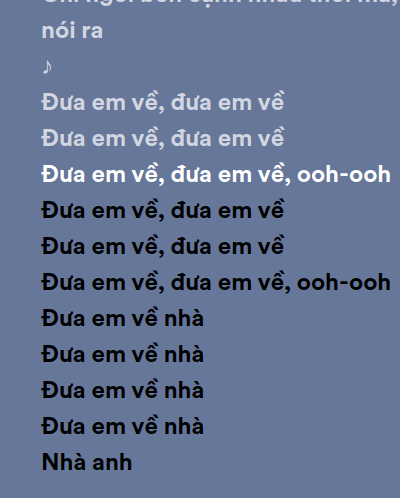 nói ra
♪
Đưa em về, đưa em về
Đưa em về, đưa em về
Đưa em về, đưa em về, ooh-ooh
Đưa em về, đưa em về
Đưa em về, đưa em về
Đưa em về, đưa em về, ooh-ooh
Đưa em về nhà
Đưa em về nhà
Đưa em về nhà
Đưa em về nhà
Nhà anh